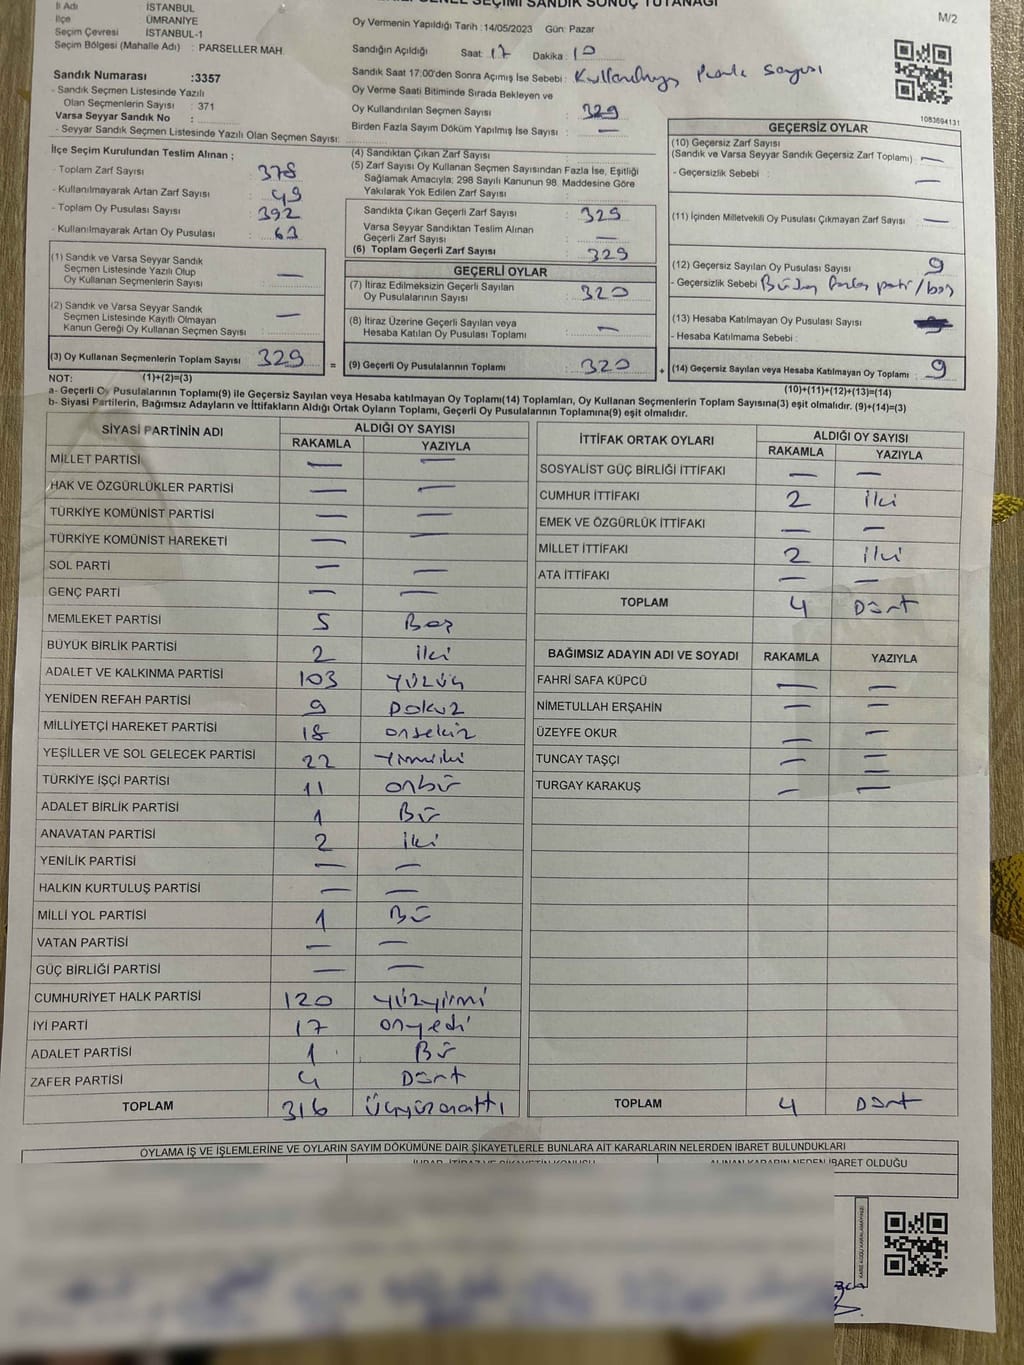 İl Adı : İSTANBUL
İlçe : ÜMRANİYE
Seçim Çevresi : İSTANBUL-1
Seçim Bölgesi (Mahalle Adı) : PARSELLER MAH.
GENEL SEÇİMİ SANDIK SONUÇ TUTANAĞI
M/2
Sandık Numarası :3357
- Sandık Seçmen Listesinde Yazılı
Olan Seçmenlerin Sayısı : 371
Varsa Seyyar Sandık No :
- Seyyar Sandık Seçmen Listesinde Yazılı Olan Seçmen Sayısı:
Oy Vermenin Yapıldığı Tarih : 14/05/2023 Gün: Pazar
Sandığın Açıldığı Saat : 17 Dakika : 10
Sandık Saat 17:00'den Sonra Açımış İse Sebebi : Kullandığı sayısı
Oy Verme Saati Bitiminde Sırada Bekleyen ve
Oy Kullandırılan Seçmen Sayısı : 329
Birden Fazla Sayım Döküm Yapılmış İse Sayısı : —
1083694131
İlçe Seçim Kurulundan Teslim Alınan ;
- Toplam Zarf Sayısı : 378
- Kullanılmayarak Artan Zarf Sayısı : 49
- Toplam Oy Pusulası Sayısı : 392
- Kullanılmayarak Artan Oy Pusulası : 63
(1) Sandık ve Varsa Seyyar Sandık
Seçmen Listesinde Yazılı Olup
Oy Kullanan Seçmenlerin Sayısı : —
(2) Sandık ve Varsa Seyyar Sandık
Seçmen Listesinde Kayıtlı Olmayan
Kanun Gereği Oy Kullanan Seçmen Sayısı : —
(3) Oy Kullanan Seçmenlerin Toplam Sayısı : 329
(1)+(2)=(3)
(4) Sandıktan Çıkan Zarf Sayısı :
(5) Zarf Sayısı Oy Kullanan Seçmen Sayısından Fazla İse, Eşitliği
Sağlamak Amacıyla; 298 Sayılı Kanunun 98. Maddesine Göre
Yakılarak Yok Edilen Zarf Sayısı :
Sandıkta Çıkan Geçerli Zarf Sayısı : 329
Varsa Seyyar Sandıktan Teslim Alınan
Geçerli Zarf Sayısı : —
(6) Toplam Geçerli Zarf Sayısı : 329
GEÇERLİ OYLAR
(7) İtiraz Edilmeksizin Geçerli Sayılan
Oy Pusulalarının Sayısı : 320
(8) İtiraz Üzerine Geçerli Sayılan veya
Hesaba Katılan Oy Pusulaları Toplamı : —
= (9) Geçerli Oy Pusulalarının Toplamı : 320
GEÇERSİZ OYLAR
(10) Geçersiz Zarf Sayısı
(Sandık ve Varsa Seyyar Sandık Geçersiz Zarf Toplamı) : —
- Geçersizlik Sebebi : —
(11) İçinden Milletvekili Oy Pusulası Çıkmayan Zarf Sayısı : —
(12) Geçersiz Sayılan Oy Pusulası Sayısı : 9
- Geçersizlik Sebebi : Birden fazla parti / boş
(13) Hesaba Katılmayan Oy Pusulası Sayısı :
- Hesaba Katılmama Sebebi :
+ (14) Geçersiz Sayılan veya Hesaba Katılmayan Oy Toplamı : 9
(10)+(11)+(12)+(13)=(14)
NOT:
a- Geçerli Oy Pusulalarının Toplamı(9) ile Geçersiz Sayılan veya Hesaba katılmayan Oy Toplamı(14) Toplamları, Oy Kullanan Seçmenlerin Toplam Sayısına(3) eşit olmalıdır. (9)+(14)=(3)
b- Siyasi Partilerin, Bağımsız Adayların ve İttifakların Aldığı Ortak Oyların Toplamı, Geçerli Oy Pusulalarının Toplamına(9) eşit olmalıdır.
SİYASİ PARTİNİN ADI ALDIĞI OY SAYISI
RAKAMLA YAZIYLA
MİLLET PARTİSİ — —
HAK VE ÖZGÜRLÜKLER PARTİSİ — —
TÜRKİYE KOMÜNİST PARTİSİ — —
TÜRKİYE KOMÜNİST HAREKETİ — —
SOL PARTİ — —
GENÇ PARTİ — —
MEMLEKET PARTİSİ 5 Beş
BÜYÜK BİRLİK PARTİSİ 2 iki
ADALET VE KALKINMA PARTİSİ 103 yüzüç
YENİDEN REFAH PARTİSİ 9 Dokuz
MİLLİYETÇİ HAREKET PARTİSİ 18 onsekiz
YEŞİLLER VE SOL GELECEK PARTİSİ 22 yirmiiki
TÜRKİYE İŞÇİ PARTİSİ 11 onbir
ADALET BİRLİK PARTİSİ 1 Bir
ANAVATAN PARTİSİ 2 iki
YENİLİK PARTİSİ — —
HALKIN KURTULUŞ PARTİSİ — —
MİLLİ YOL PARTİSİ 1 Bir
VATAN PARTİSİ — —
GÜÇ BİRLİĞİ PARTİSİ — —
CUMHURİYET HALK PARTİSİ 120 yüzyirmi
İYİ PARTİ 17 onyedi
ADALET PARTİSİ 1 Bir
ZAFER PARTİSİ 4 Dört
TOPLAM 316 üçyüzonaltı
İTTİFAK ORTAK OYLARI ALDIĞI OY SAYISI
RAKAMLA YAZIYLA
SOSYALİST GÜÇ BİRLİĞİ İTTİFAKI — —
CUMHUR İTTİFAKI 2 iki
EMEK VE ÖZGÜRLÜK İTTİFAKI — —
MİLLET İTTİFAKI 2 iki
ATA İTTİFAKI — —
TOPLAM 4 Dört
BAĞIMSIZ ADAYIN ADI VE SOYADI RAKAMLA YAZIYLA
FAHRİ SAFA KÜPCÜ — —
NİMETULLAH ERŞAHİN — —
ÜZEYFE OKUR — —
TUNCAY TAŞÇİ — —
TURGAY KARAKUŞ — —
TOPLAM 4 Dört
OYLAMA İŞ VE İŞLEMLERİNE VE OYLARIN SAYIM DÖKÜMÜNE DAİR ŞİKAYETLERLE BUNLARA AİT KARARLARIN NELERDEN İBARET BULUNDUKLARI
İHBAR, İTİRAZ VE ŞİKAYETİN KONUSU ALINAN KARARIN NEDEN İBARET OLDUĞU